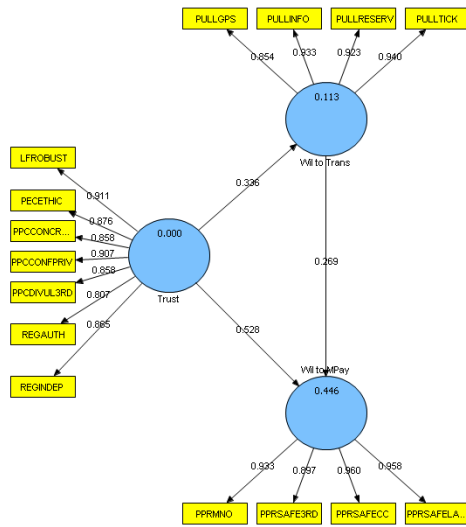 PULLGPS PULLINFO PULLRESERV PULLTICK
0.854 0.933 0.923 0.940
0.113
Wil to Trans
LFROBUST
PECETHIC
PPCCONCR...
PPCCONFPRIV
PPCDIVUL3RD
REGAUTH
REGINDEP
0.911
0.876
0.858
0.907
0.858
0.807
0.865
0.000
Trust
0.336
0.269
0.528
Wil to MPay
0.446
0.933 0.897 0.960 0.958
PPRMNO PPRSAFE3RD PPRSAFECC PPRSAFELA...